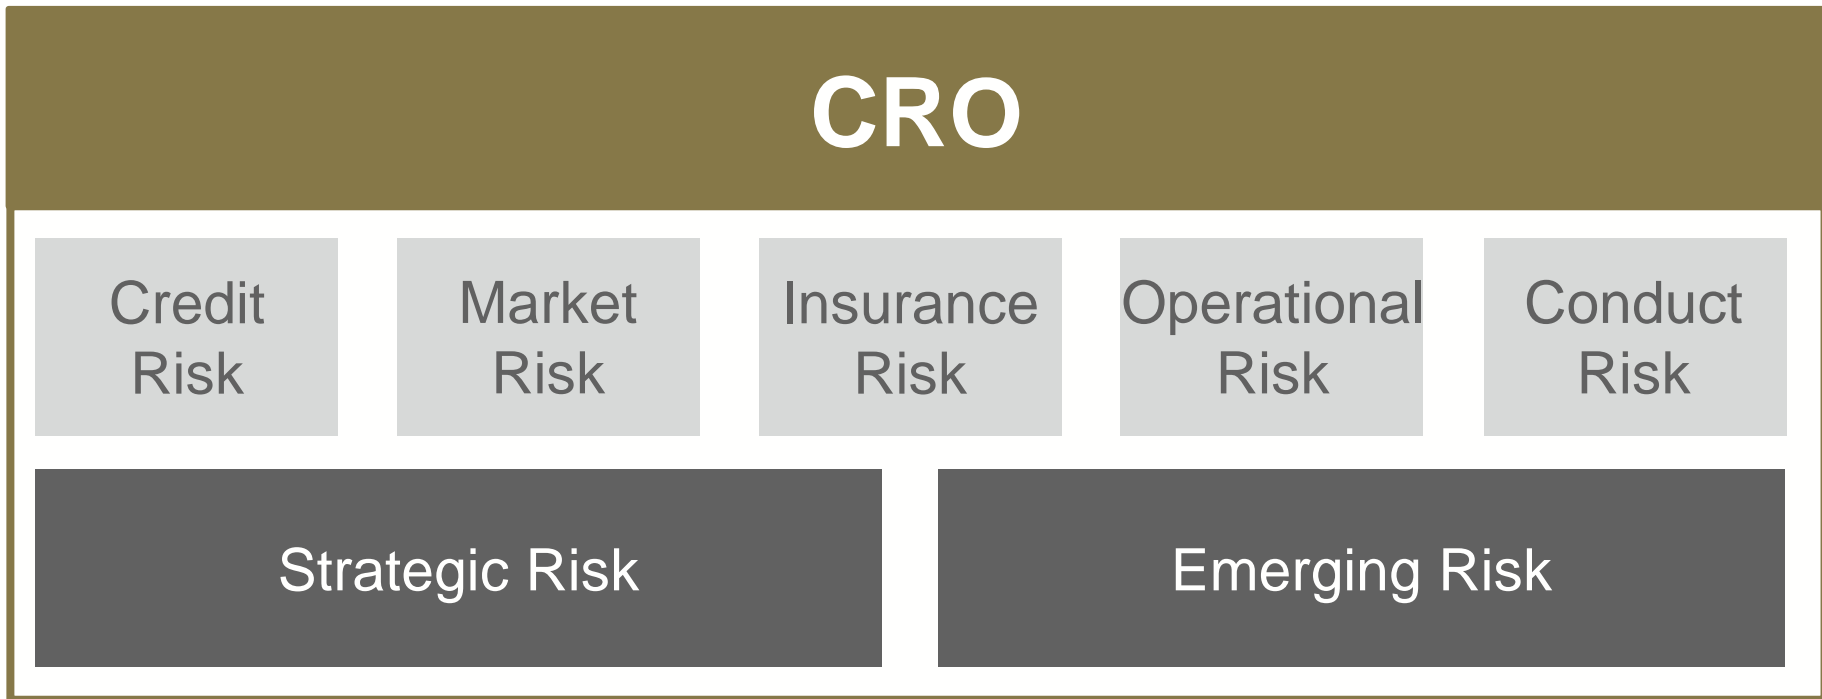 CRO
Credit
Risk
Market
Risk
Insurance
Risk
Operational
Risk
Conduct
Risk
Strategic Risk
Emerging Risk